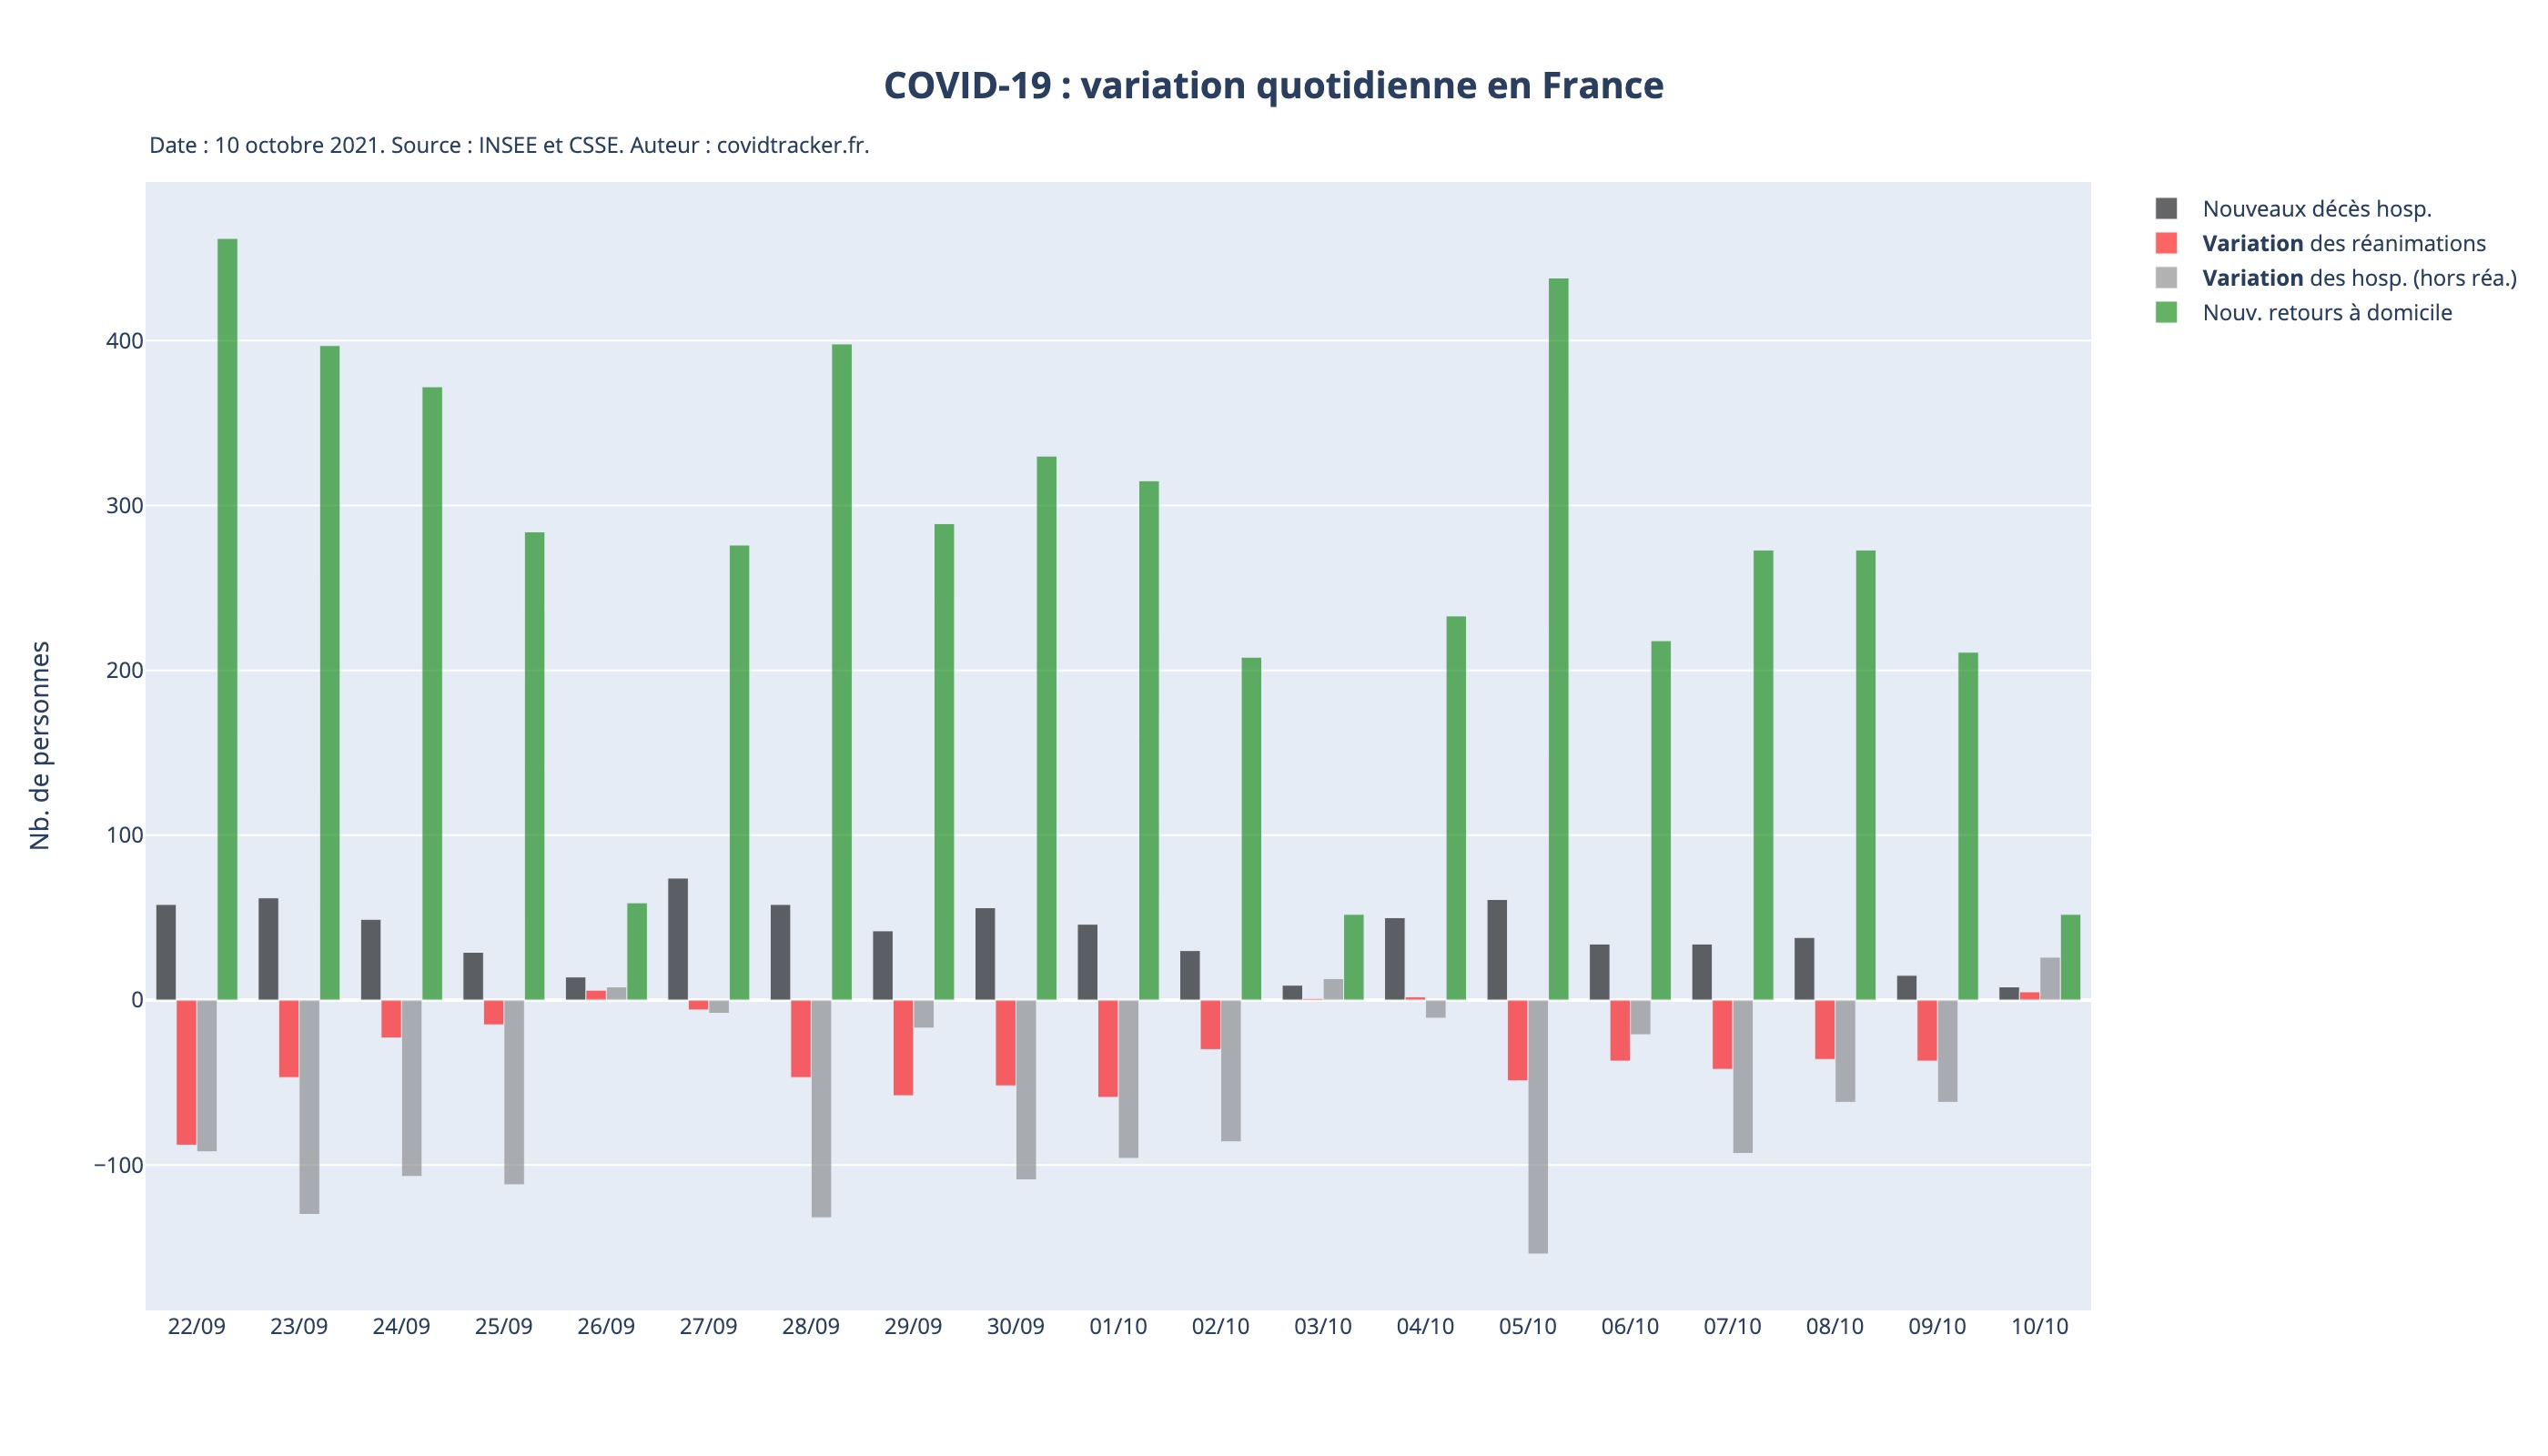 COVID-19 : variation quotidienne en France
Date : 10 octobre 2021. Source : INSEE et CSSE. Auteur : covidtracker.fr.
Nouveaux décès hosp.
Variation des réanimations
Variation des hosp. (hors réa.)
Nouv. retours à domicile
Nb. de personnes
400
300
200
100
0
−100
22/09 23/09 24/09 25/09 26/09 27/09 28/09 29/09 30/09 01/10 02/10 03/10 04/10 05/10 06/10 07/10 08/10 09/10 10/10